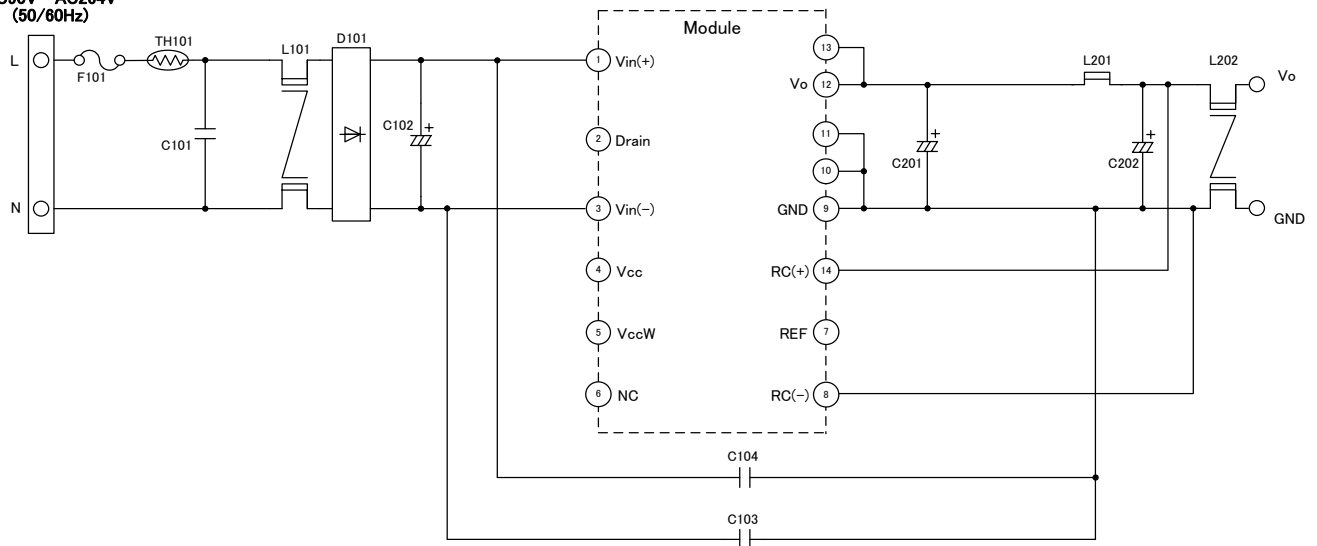 (50/60Hz)
L
F101
TH101
C101
L101
D101
C102
N
Module
1
Vin(+)
2
Drain
3
Vin(-)
4
Vcc
5
VccW
6
NC
13
Vo
12
11
10
GND
9
RC(+)
14
REF
7
RC(-)
8
C201
L201
C202
L202
Vo
GND
C104
C103